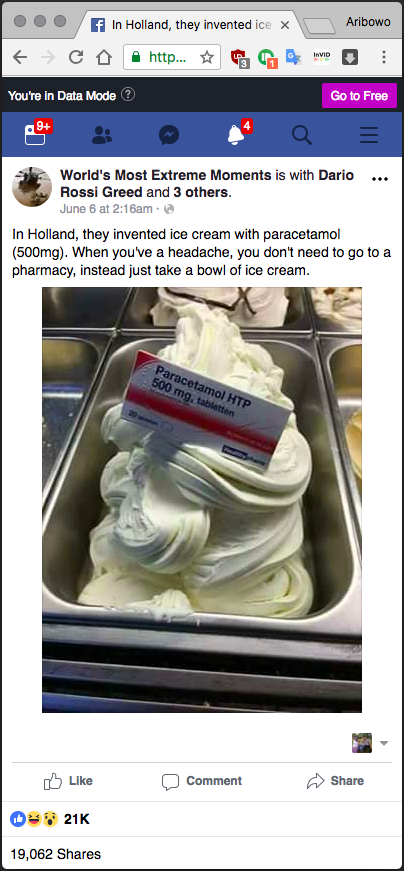 In Holland, they invented ice
Aribowo
http...
3
1
InVID
You're in Data Mode ?
Go to Free
9+
4
World's Most Extreme Moments is with Dario
Rossi Greed and 3 others.
June 6 at 2:16am ·
In Holland, they invented ice cream with paracetamol
(500mg). When you've a headache, you don't need to go to a
pharmacy, instead just take a bowl of ice cream.
Paracetamol HTP
500 mg, tabletten
20 tabletten
Healthypharm
Like
Comment
Share
21K
19,062 Shares